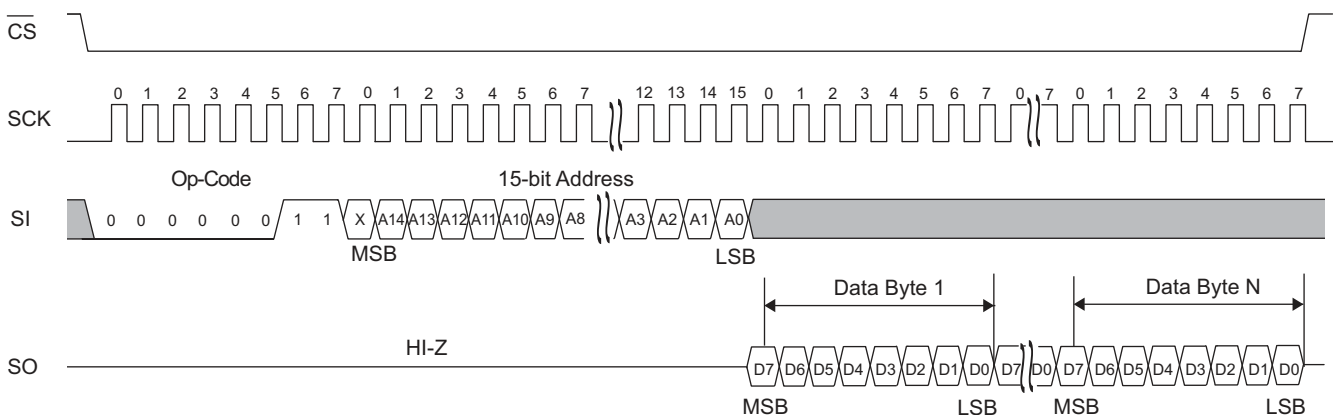 CS
SCK
0 1 2 3 4 5 6 7 0 1 2 3 4 5 6 7 12 13 14 15 0 1 2 3 4 5 6 7 0 7 0 1 2 3 4 5 6 7
Op-Code 15-bit Address
SI
0 0 0 0 0 0 1 1 X A14 A13 A12 A11 A10 A9 A8 A3 A2 A1 A0
MSB LSB
Data Byte 1 Data Byte N
HI-Z
SO
D7 D6 D5 D4 D3 D2 D1 D0 D7 D0 D7 D6 D5 D4 D3 D2 D1 D0
MSB LSB MSB LSB